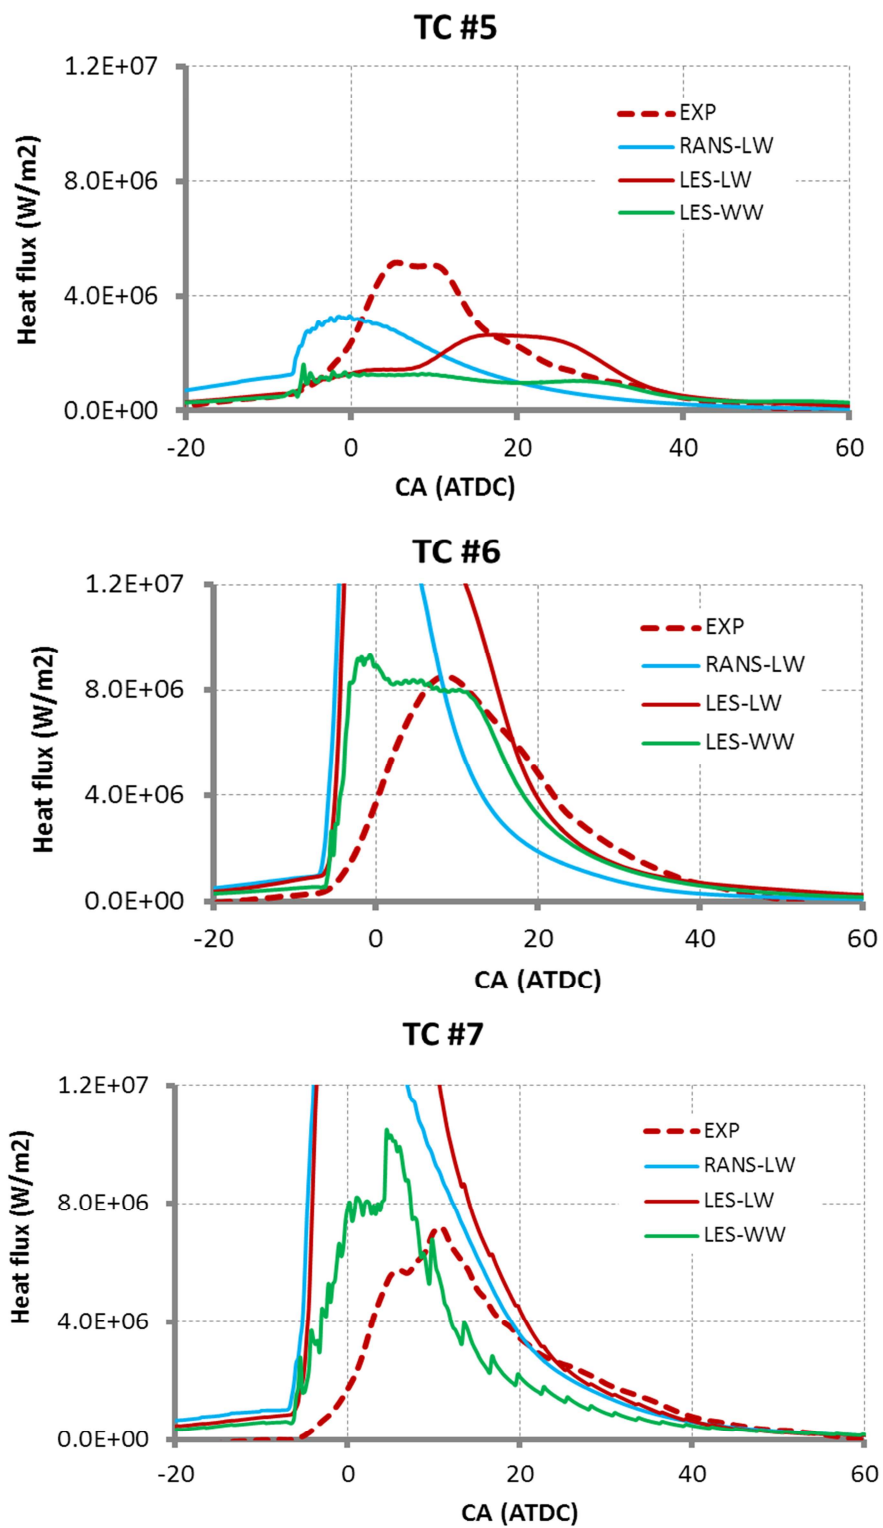 TC #5
1.2E+07
8.0E+06
4.0E+06
0.0E+00
Heat flux (W/m2)
EXP
RANS-LW
LES-LW
LES-WW
-20 0 20 40 60
CA (ATDC)
TC #6
1.2E+07
8.0E+06
4.0E+06
0.0E+00
Heat flux (W/m2)
EXP
RANS-LW
LES-LW
LES-WW
-20 0 20 40 60
CA (ATDC)
TC #7
1.2E+07
8.0E+06
4.0E+06
0.0E+00
Heat flux (W/m2)
EXP
RANS-LW
LES-LW
LES-WW
-20 0 20 40 60
CA (ATDC)